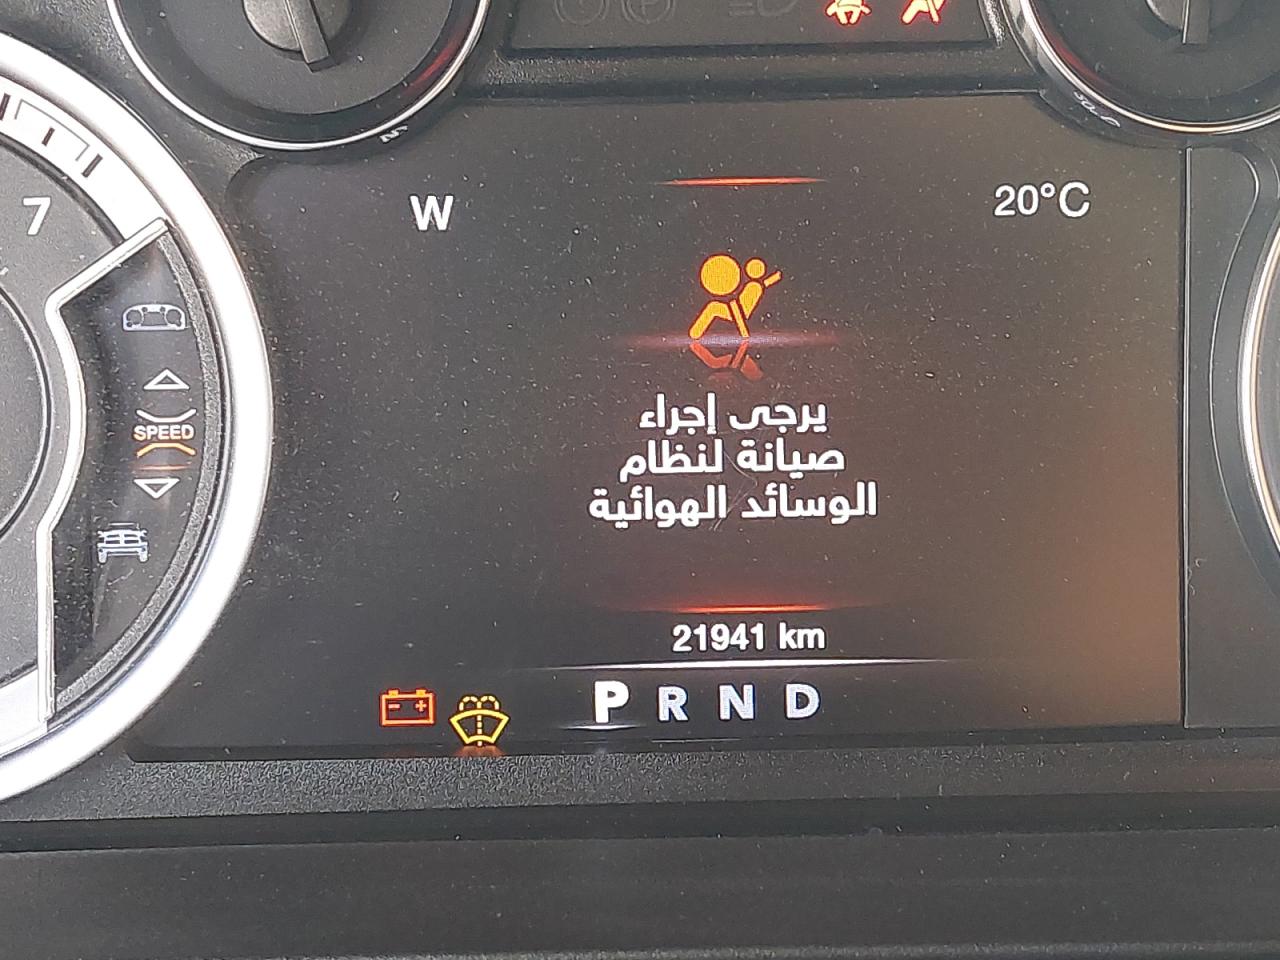 7
W
20°C
SPEED
يرجى إجراء
صيانة لنظام
الوسائد الهوائية
21941 km
P R N D